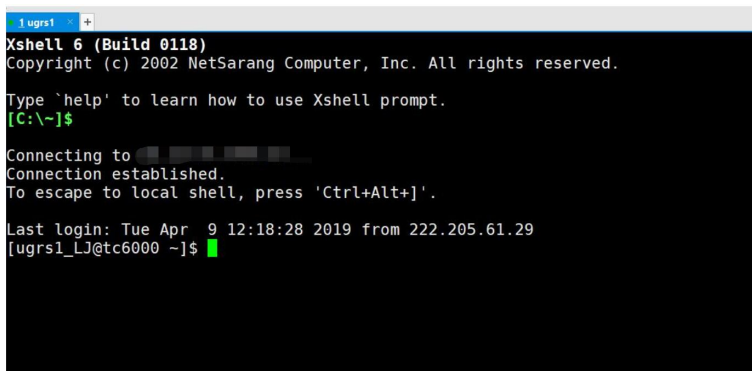 1 ugrs1 × +
Xshell 6 (Build 0118)
Copyright (c) 2002 NetSarang Computer, Inc. All rights reserved.
Type `help' to learn how to use Xshell prompt.
[C:\~]$
Connecting to
Connection established.
To escape to local shell, press 'Ctrl+Alt+]'.
Last login: Tue Apr  9 12:18:28 2019 from 222.205.61.29
[ugrs1_LJ@tc6000 ~]$